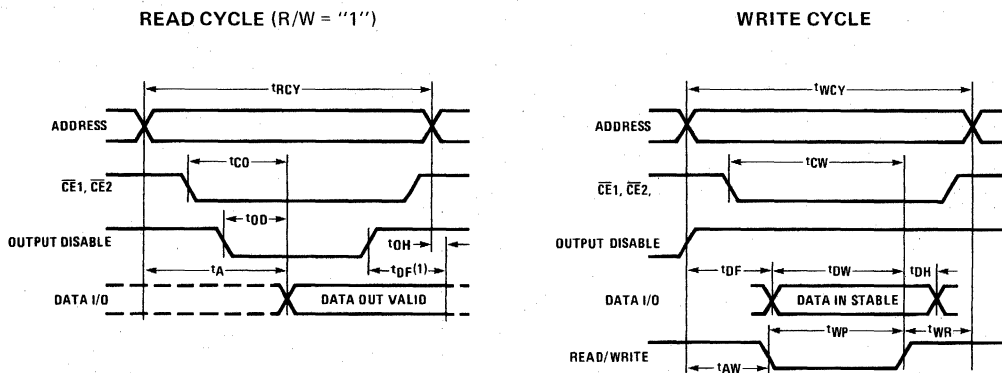 READ CYCLE (R/W = "1")
tRCY
ADDRESS
tCO
CE1, CE2
tOD
OUTPUT DISABLE
tOH
tA
tDF(1)
DATA I/O
DATA OUT VALID
WRITE CYCLE
tWCY
ADDRESS
tCW
CE1, CE2,
OUTPUT DISABLE
tDF
tDW
tDH
DATA I/O
DATA IN STABLE
tWP
tWR
READ/WRITE
tAW